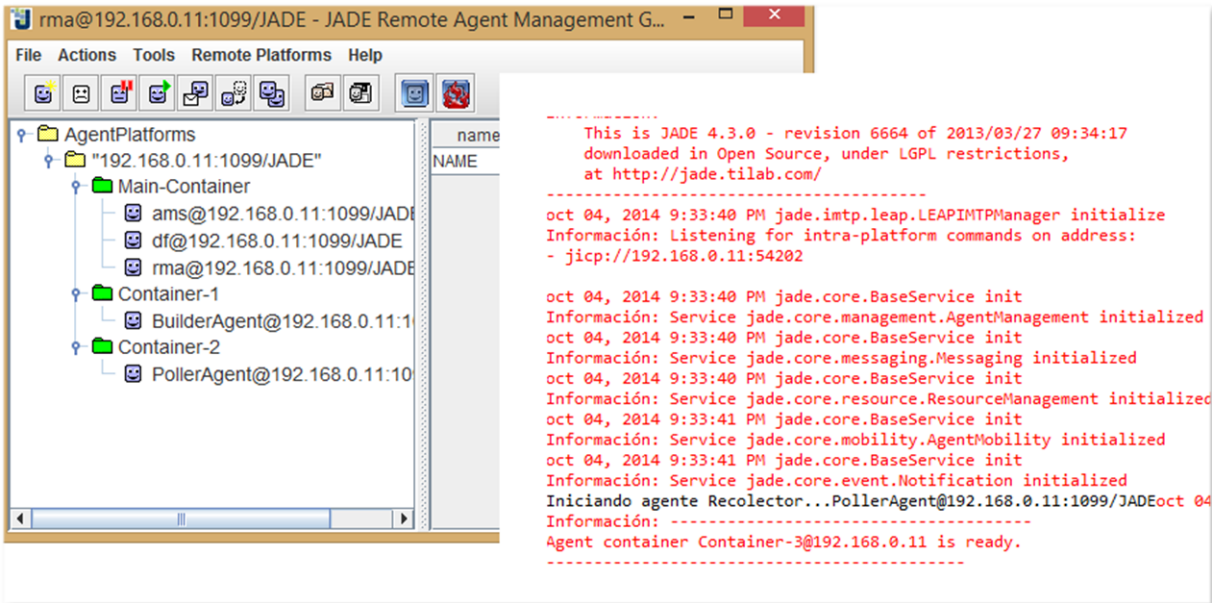 rma@192.168.0.11:1099/JADE - JADE Remote Agent Management G...
File Actions Tools Remote Platforms Help
AgentPlatforms
"192.168.0.11:1099/JADE"
Main-Container
ams@192.168.0.11:1099/JADE
df@192.168.0.11:1099/JADE
rma@192.168.0.11:1099/JADE
Container-1
BuilderAgent@192.168.0.11:1
Container-2
PollerAgent@192.168.0.11:10
name
NAME
This is JADE 4.3.0 - revision 6664 of 2013/03/27 09:34:17
downloaded in Open Source, under LGPL restrictions,
at http://jade.tilab.com/
----------------------------------------
oct 04, 2014 9:33:40 PM jade.imtp.leap.LEAPIMTPManager initialize
Información: Listening for intra-platform commands on address:
- jicp://192.168.0.11:54202
oct 04, 2014 9:33:40 PM jade.core.BaseService init
Información: Service jade.core.management.AgentManagement initialized
oct 04, 2014 9:33:40 PM jade.core.BaseService init
Información: Service jade.core.messaging.Messaging initialized
oct 04, 2014 9:33:40 PM jade.core.BaseService init
Información: Service jade.core.resource.ResourceManagement initialized
oct 04, 2014 9:33:41 PM jade.core.BaseService init
Información: Service jade.core.mobility.AgentMobility initialized
oct 04, 2014 9:33:41 PM jade.core.BaseService init
Información: Service jade.core.event.Notification initialized
Iniciando agente Recolector...PollerAgent@192.168.0.11:1099/JADEoct 04
Información: ----------------------------------------
Agent container Container-3@192.168.0.11 is ready.
--------------------------------------------